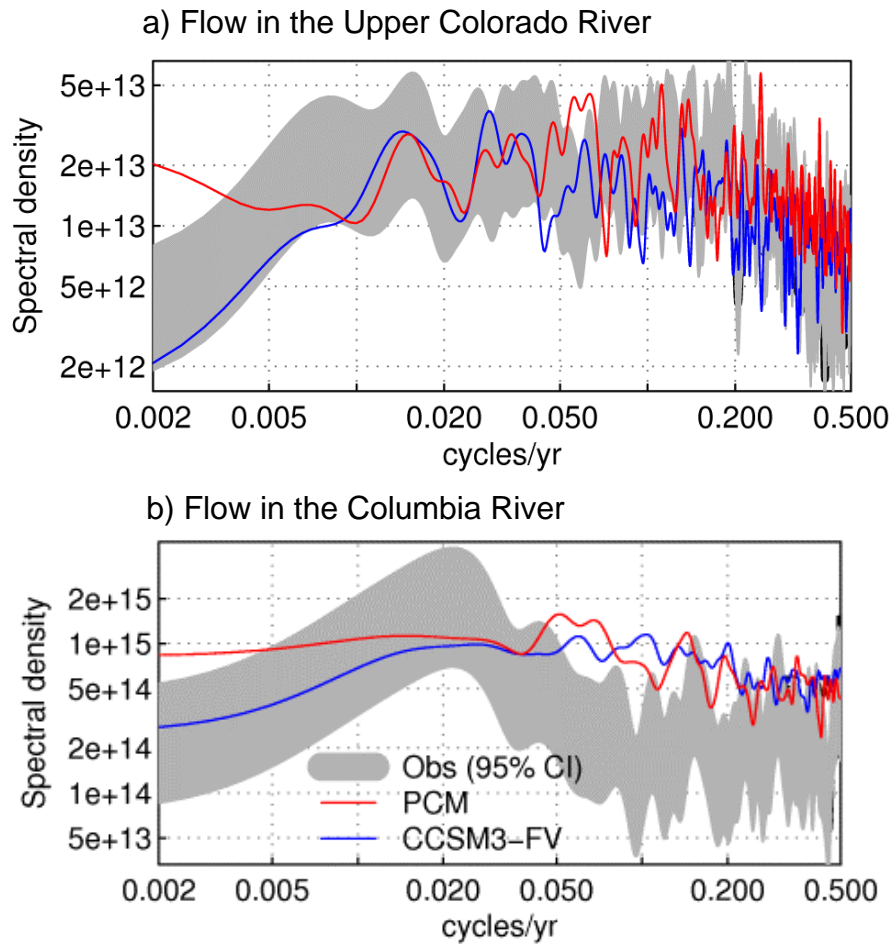 a) Flow in the Upper Colorado River
5e+13
2e+13
1e+13
5e+12
2e+12
Spectral density
0.002 0.005 0.020 0.050 0.200 0.500
cycles/yr
b) Flow in the Columbia River
2e+15
1e+15
5e+14
2e+14
1e+14
5e+13
Spectral density
Obs (95% CI)
PCM
CCSM3-FV
0.002 0.005 0.020 0.050 0.200 0.500
cycles/yr